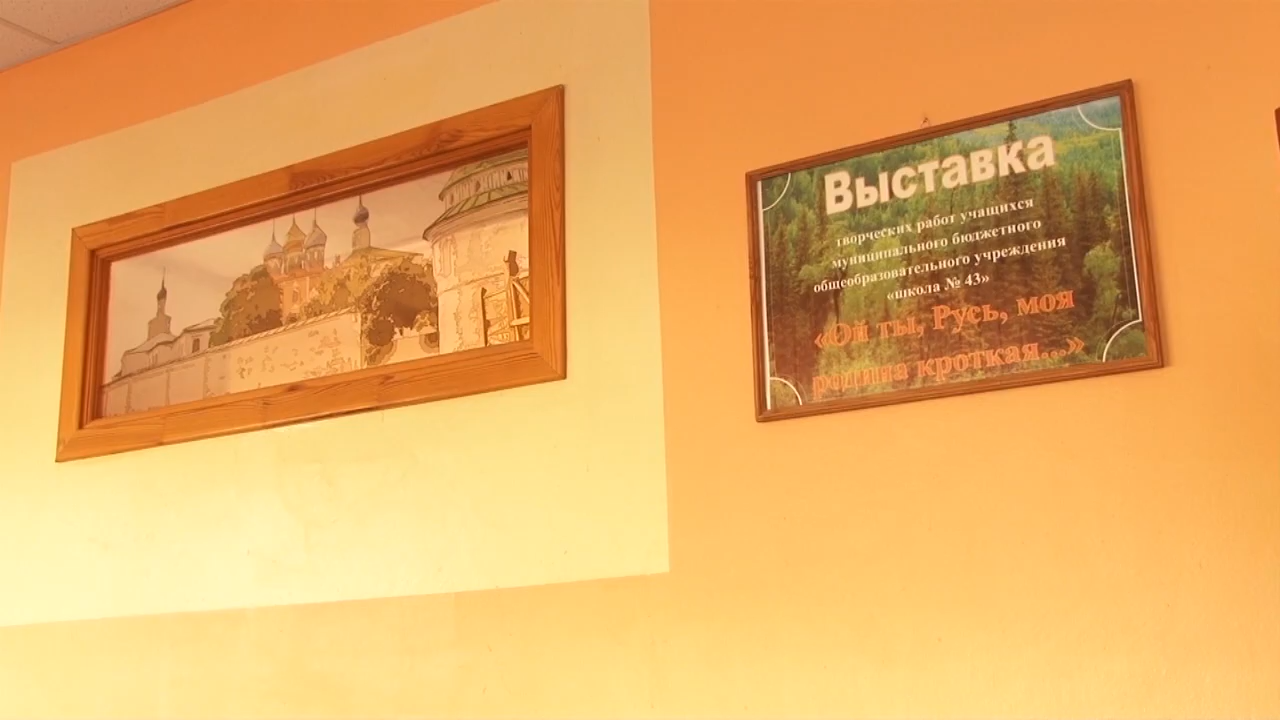 Выставка
творческих работ учащихся
муниципального бюджетного
общеобразовательного учреждения
«школа № 43»
«Ой ты, Русь, моя
родина кроткая...»